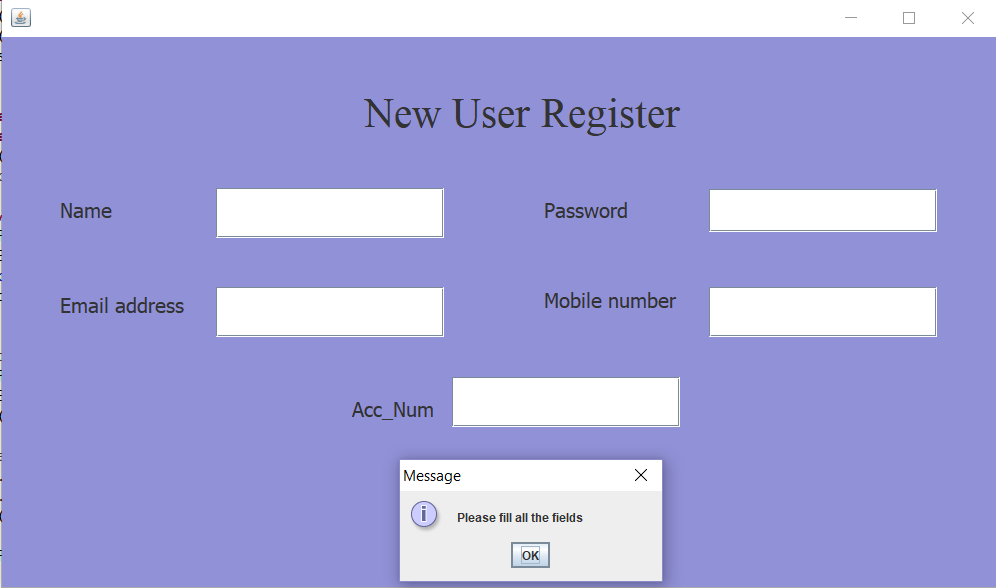 New User Register
Name
Password
Email address
Mobile number
Acc_Num
Message
Please fill all the fields
OK